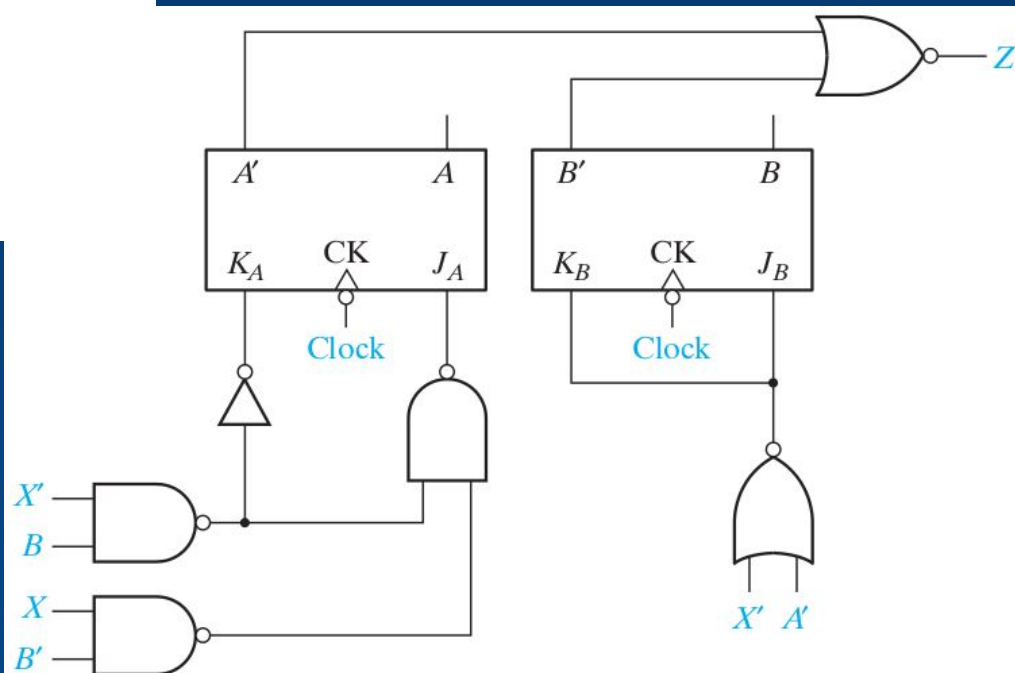 Z
A′ A B′ B
K_A CK J_A K_B CK J_B
Clock Clock
X′
B
X
B′
X′ A′